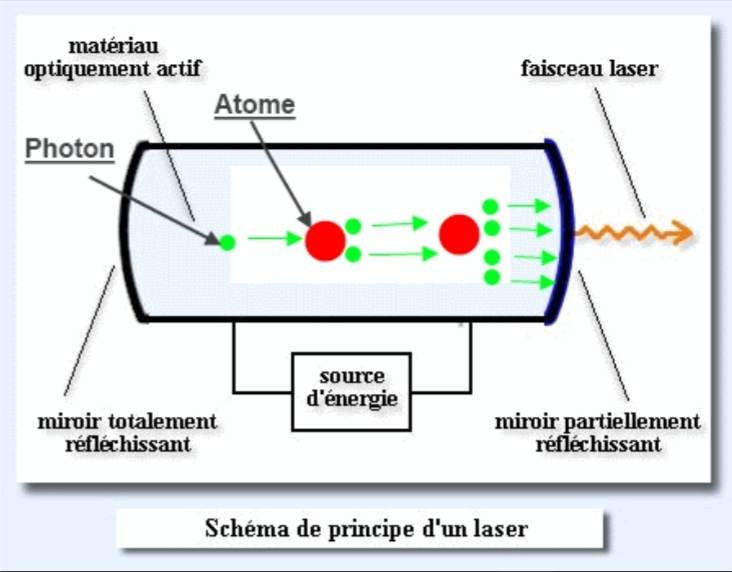 matériau
optiquement actif
faisceau laser
Atome
Photon
source
d'énergie
miroir totalement
réfléchissant
miroir partiellement
réfléchissant
Schéma de principe d'un laser